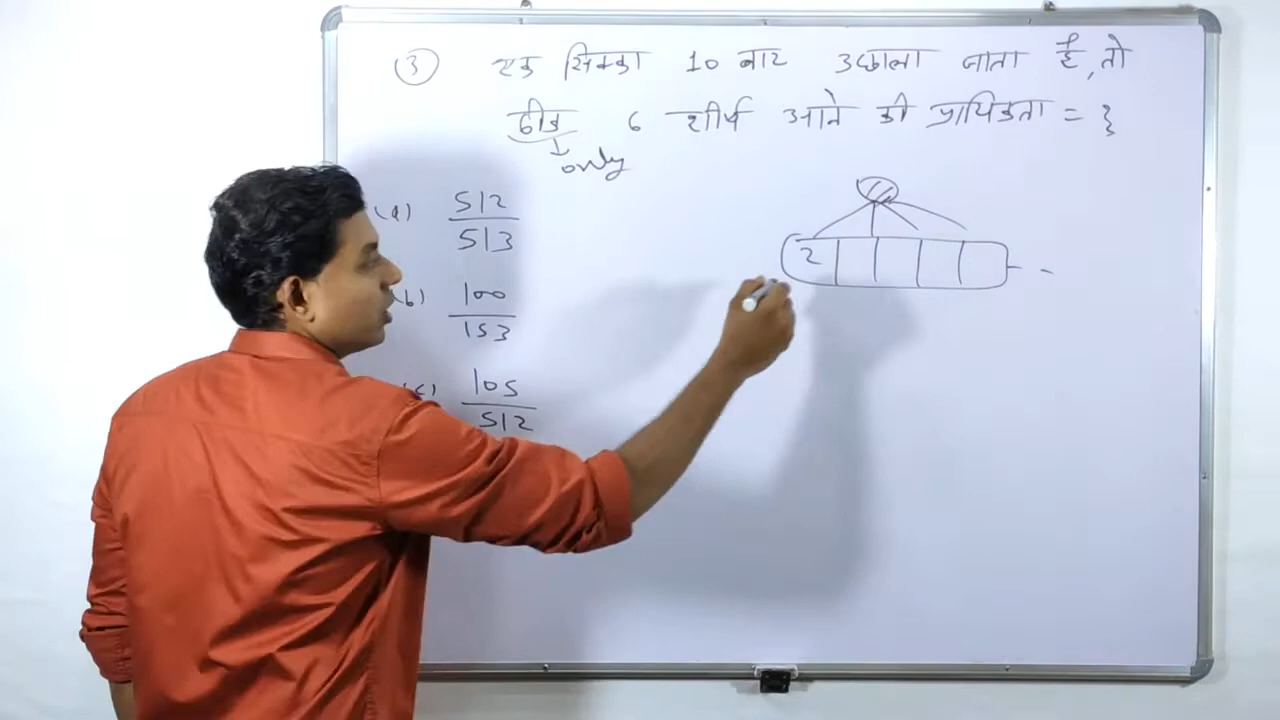 ③ एक सिक्का 10 बार उछाला जाता है, तो
ठीक 6 शीर्ष आने की प्रायिकता = ?
only
(a) 512/513
(b) 100/153
(c) 105/512
2